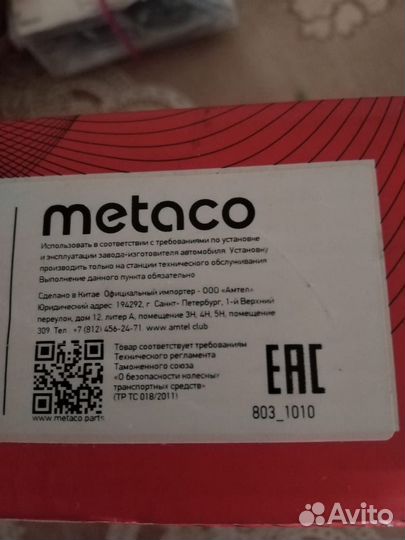 metaco
Использовать в соответствии с требованиями по установке
и эксплуатации завода-изготовителя автомобиля. Установку
производить только на станции технического обслуживания
Выполнение данного пункта обязательно
Сделано в Китае Официальный импортер - ООО «Амтел»
Юридический адрес: 194292, г. Санкт- Петербург, 1-й Верхний
переулок, дом 12, литер А, помещение 3Н, 4Н, 5Н, помещение
309. Тел. +7 (812) 456-24-71. www.amtel.club
Товар соответствует требованиям
Технического регламента
Таможенного союза
«О безопасности колесных
транспортных средств»
(ТР ТС 018/2011)
www.metaco.parts
EAC
803_1010
Avito